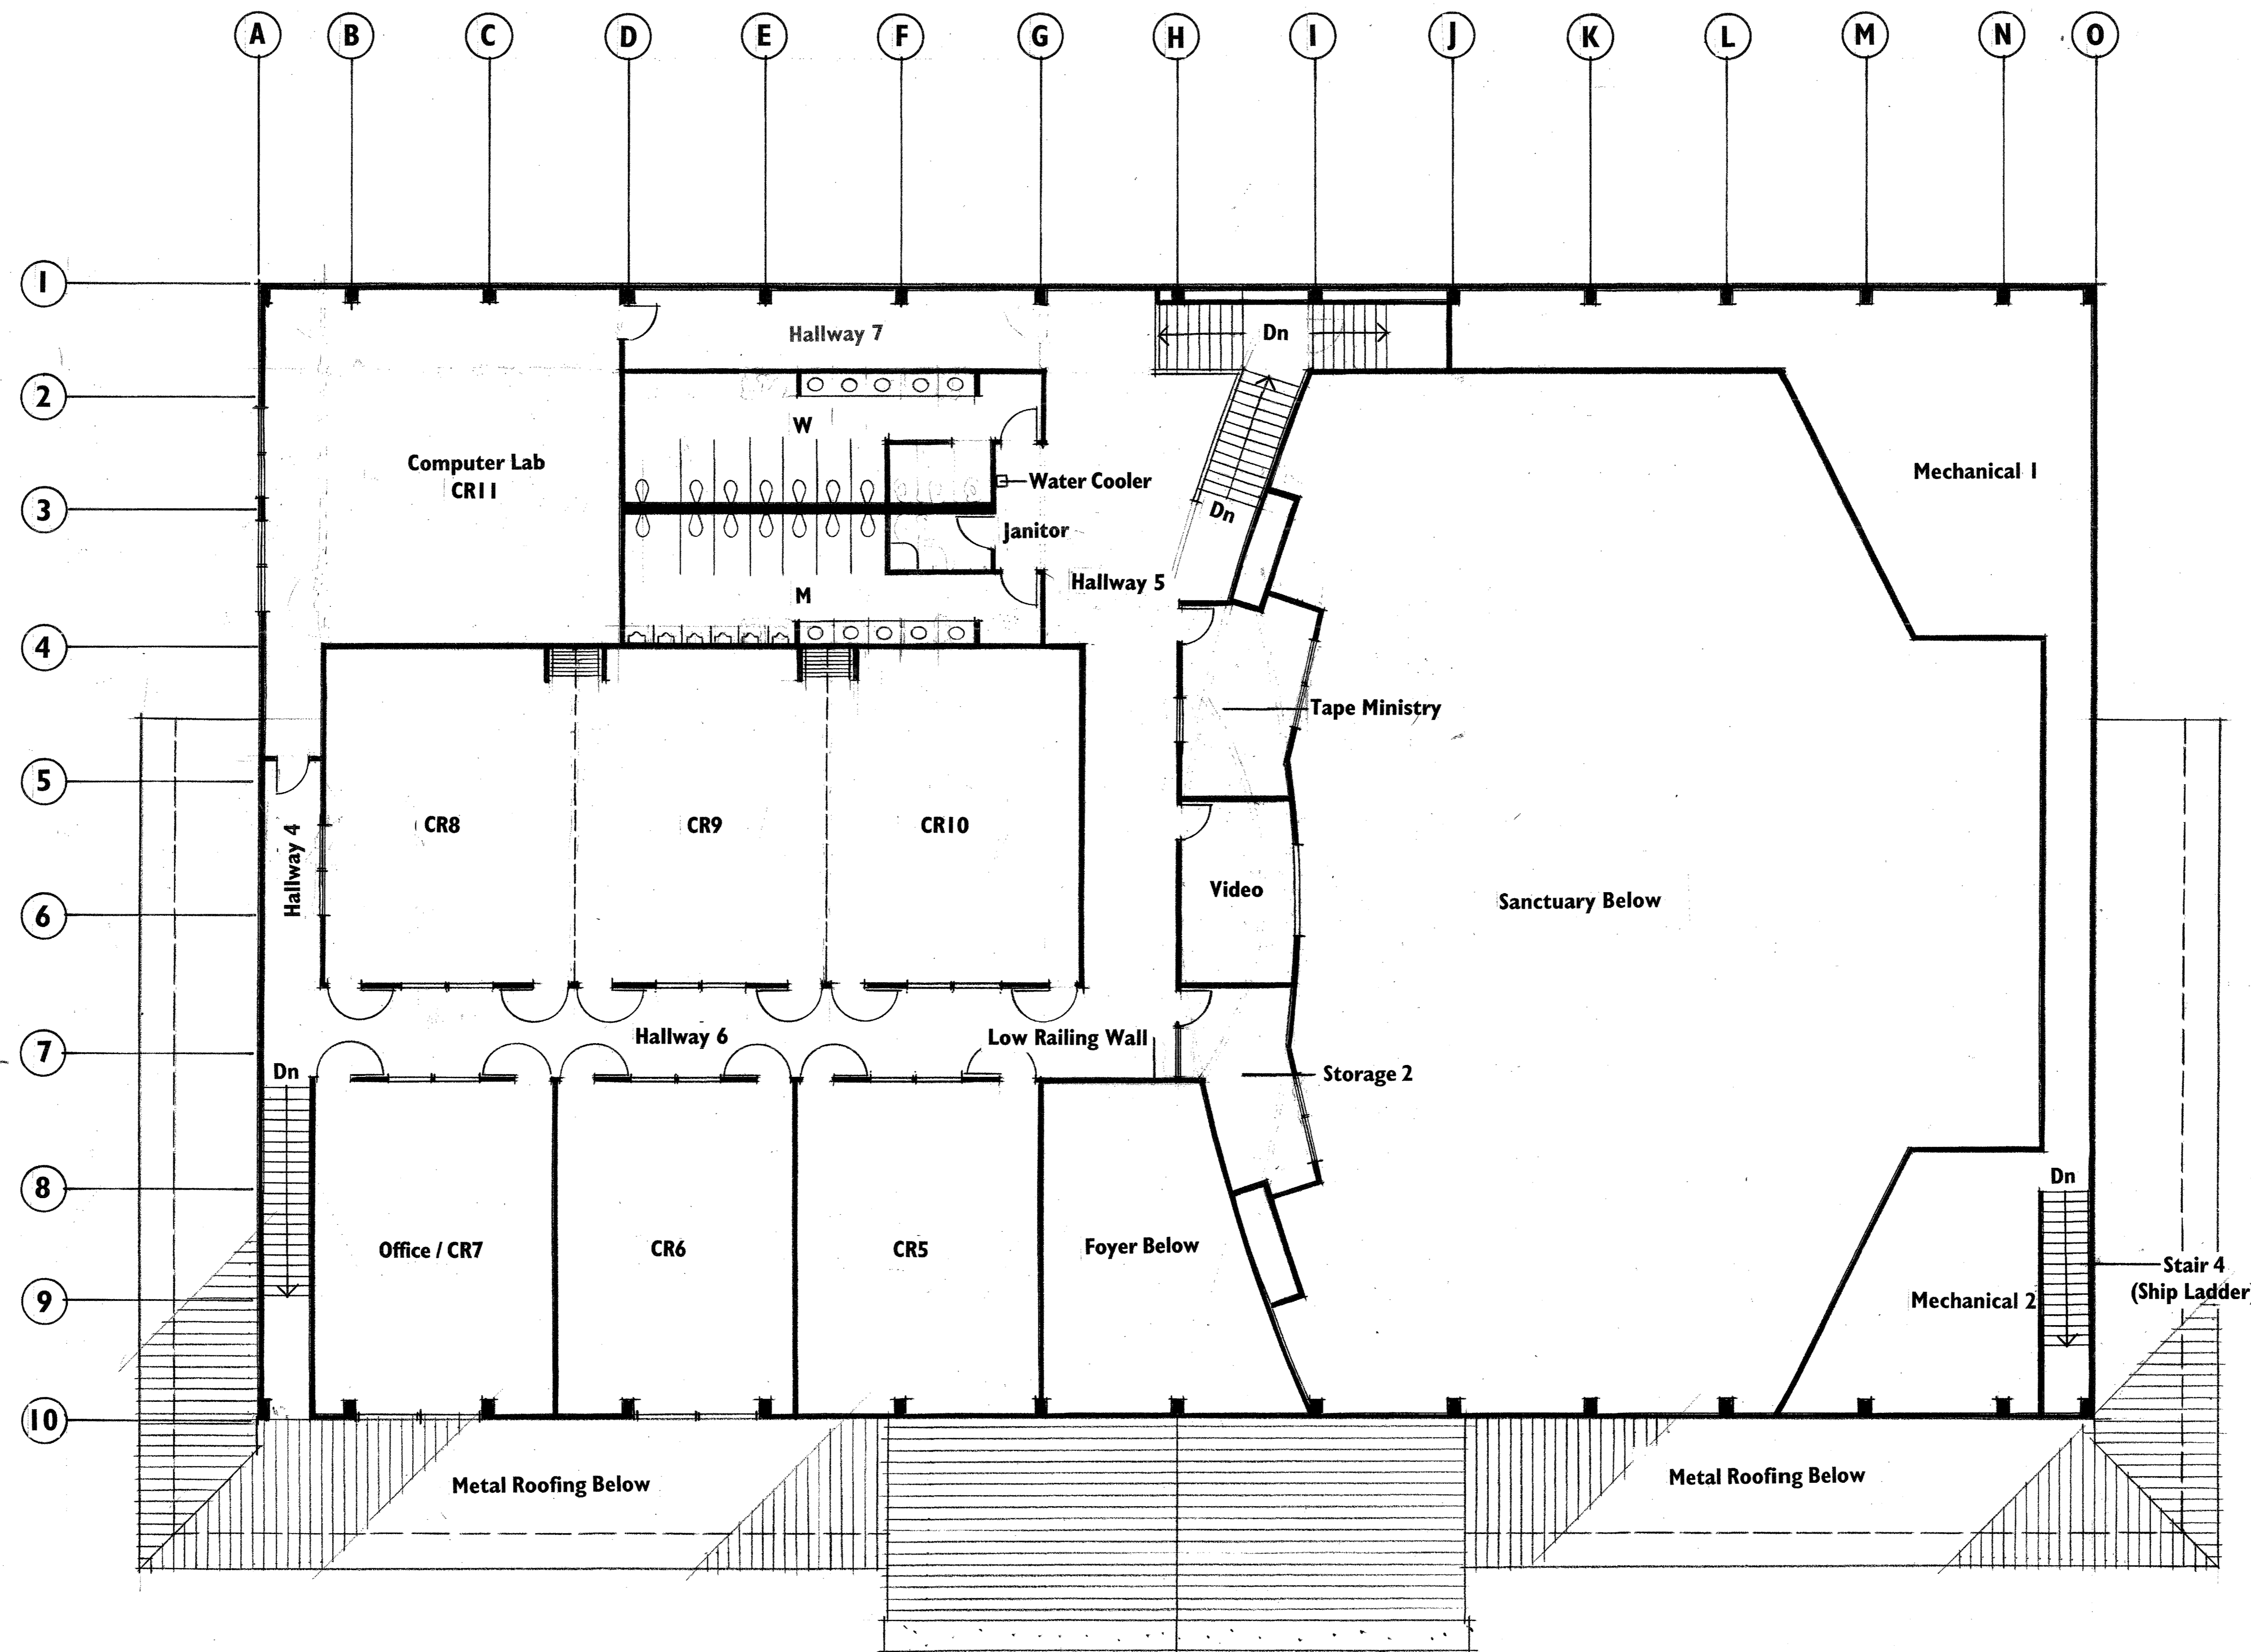 A B C D E F G H I J K L M N O
1
Hallway 7
Dn
2
W
Computer Lab
CR11
Mechanical 1
Water Cooler
3
Dn
Janitor
Hallway 5
M
4
Tape Ministry
5
CR8
CR9
CR10
Hallway 4
Video
Sanctuary Below
6
Hallway 6
Low Railing Wall
7
Dn
Storage 2
Dn
8
Office / CR7
CR6
CR5
Foyer Below
Stair 4
(Ship Ladder)
9
Mechanical 2
10
Metal Roofing Below
Metal Roofing Below